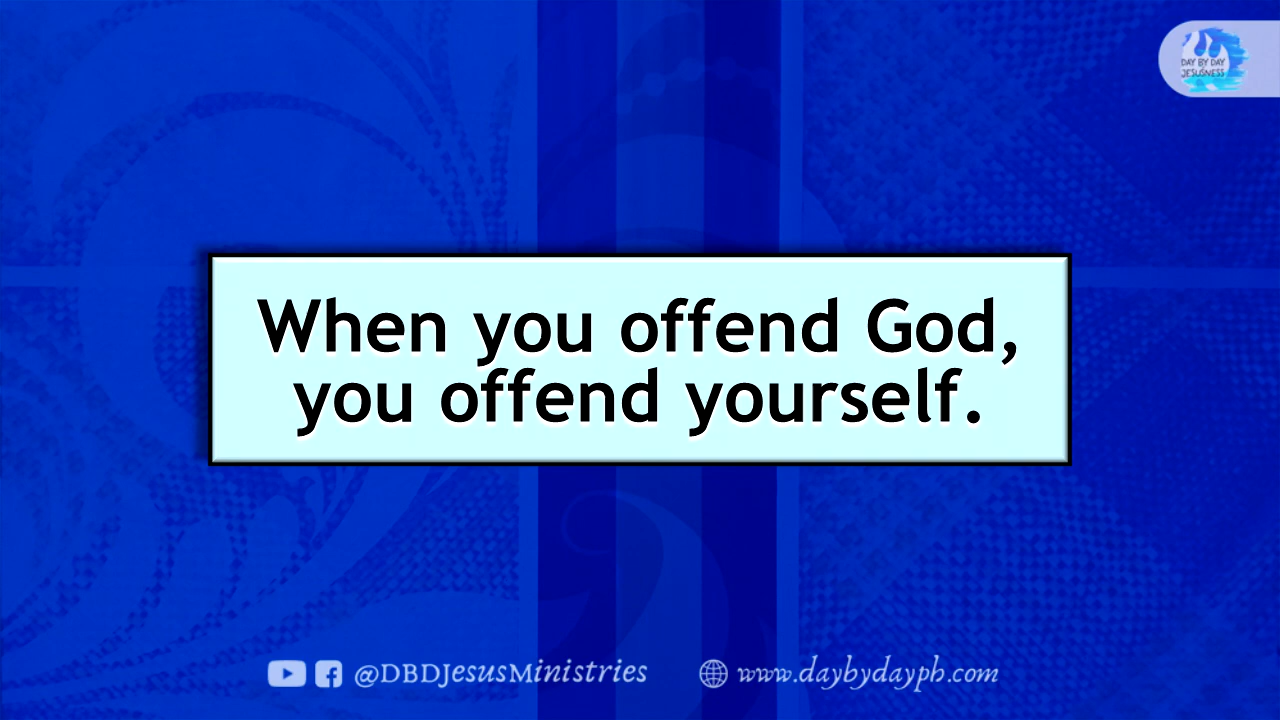 DAY BY DAY
JESUSNESS
When you offend God,
you offend yourself.
@DBDJesusMinistries
www.daybydayph.com